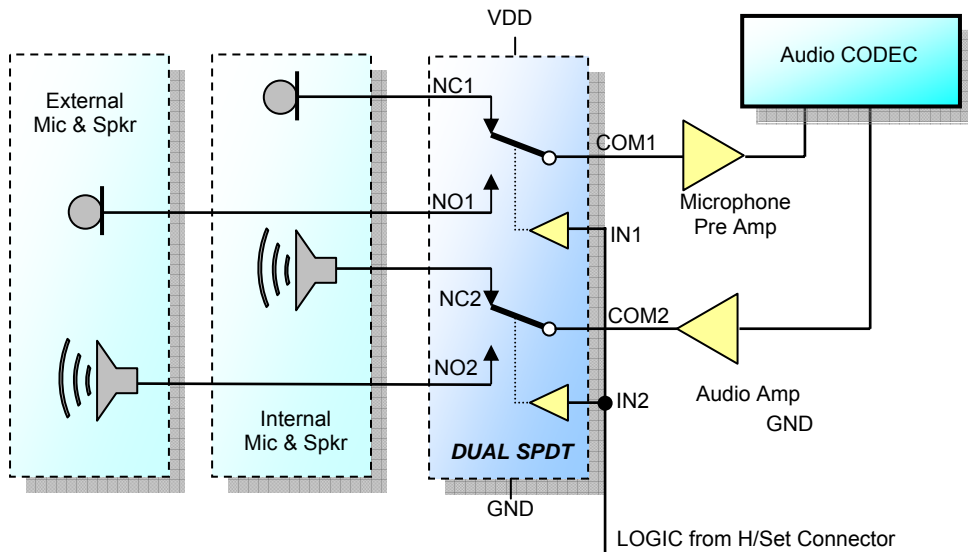 VDD
Audio CODEC
External
Mic & Spkr
NC1
COM1
NO1
Microphone
Pre Amp
IN1
NC2
COM2
NO2
Internal
Mic & Spkr
IN2
Audio Amp
GND
DUAL SPDT
GND
LOGIC from H/Set Connector